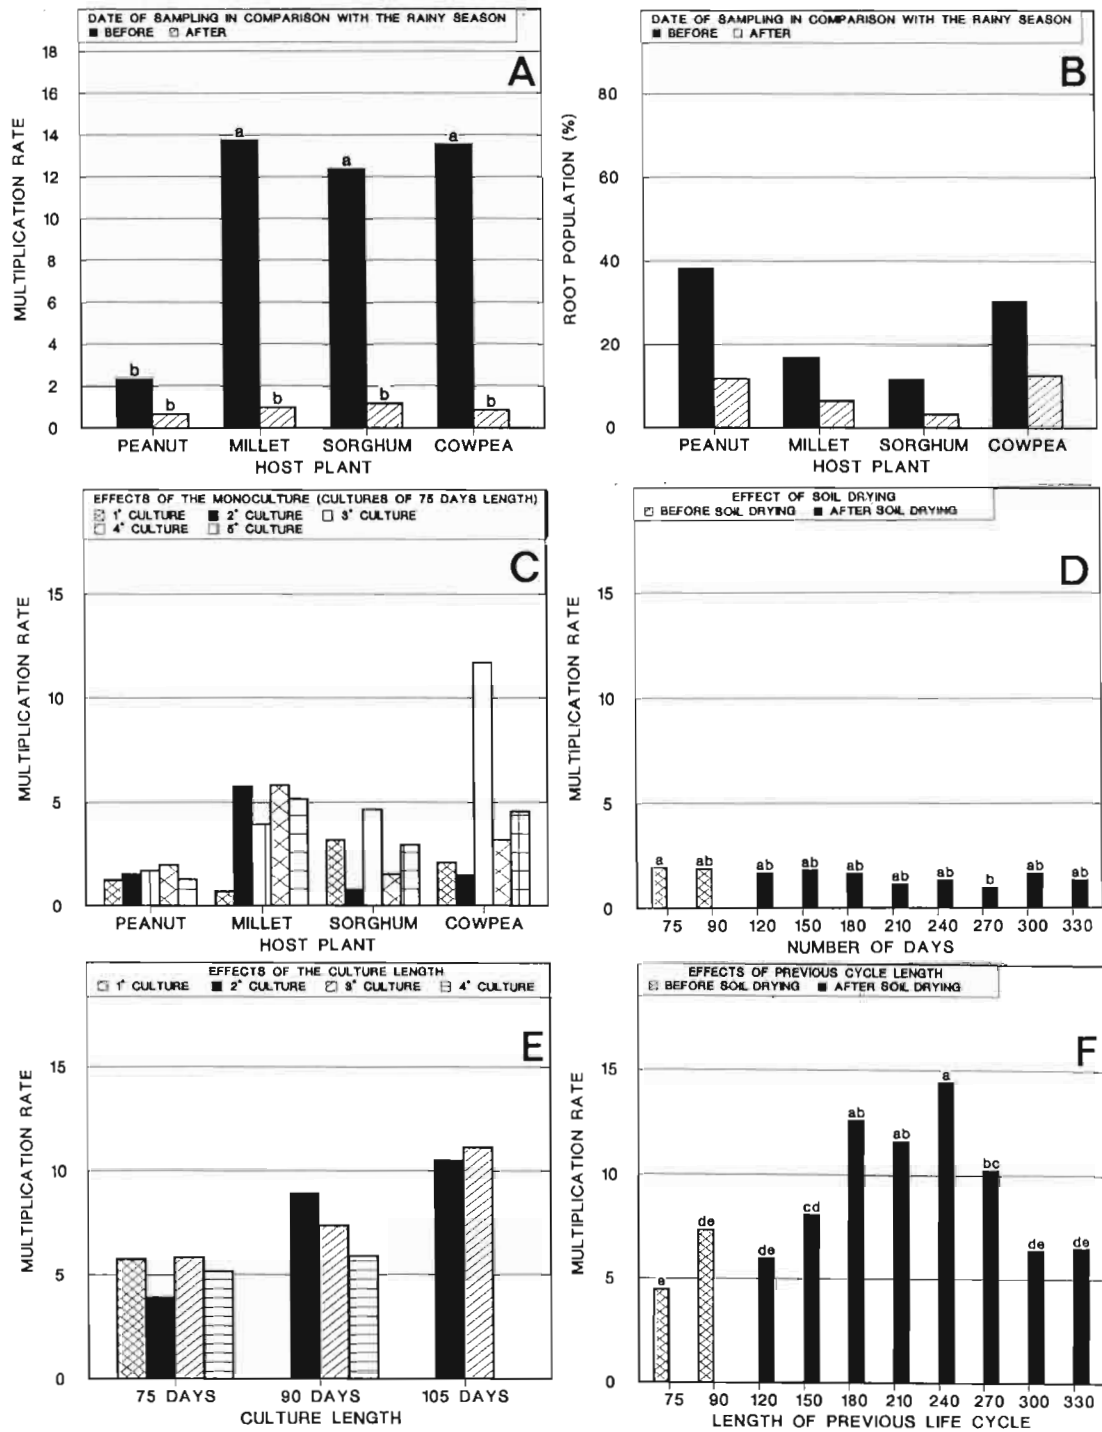 DATE OF SAMPLING IN COMPARISON WITH THE RAINY SEASON
BEFORE AFTER
A
MULTIPLICATION RATE
18
16
14
12
10
8
6
4
2
0
b b a b a b a b
PEANUT MILLET SORGHUM COWPEA
HOST PLANT
DATE OF SAMPLING IN COMPARISON WITH THE RAINY SEASON
BEFORE AFTER
B
ROOT POPULATION (%)
80
60
40
20
0
PEANUT MILLET SORGHUM COWPEA
HOST PLANT
EFFECTS OF THE MONOCULTURE (CULTURES OF 75 DAYS LENGTH)
1° CULTURE 2° CULTURE 3° CULTURE
4° CULTURE 5° CULTURE
C
MULTIPLICATION RATE
15
10
5
0
PEANUT MILLET SORGHUM COWPEA
HOST PLANT
EFFECT OF SOIL DRYING
BEFORE SOIL DRYING AFTER SOIL DRYING
D
MULTIPLICATION RATE
15
10
5
0
a ab ab ab ab ab ab b ab ab
75 90 120 150 180 210 240 270 300 330
NUMBER OF DAYS
EFFECTS OF THE CULTURE LENGTH
1° CULTURE 2° CULTURE 3° CULTURE 4° CULTURE
E
MULTIPLICATION RATE
15
10
5
0
75 DAYS 90 DAYS 105 DAYS
CULTURE LENGTH
EFFECTS OF PREVIOUS CYCLE LENGTH
BEFORE SOIL DRYING AFTER SOIL DRYING
F
MULTIPLICATION RATE
15
10
5
0
e de de cd ab ab a bc de de
75 90 120 150 180 210 240 270 300 330
LENGTH OF PREVIOUS LIFE CYCLE